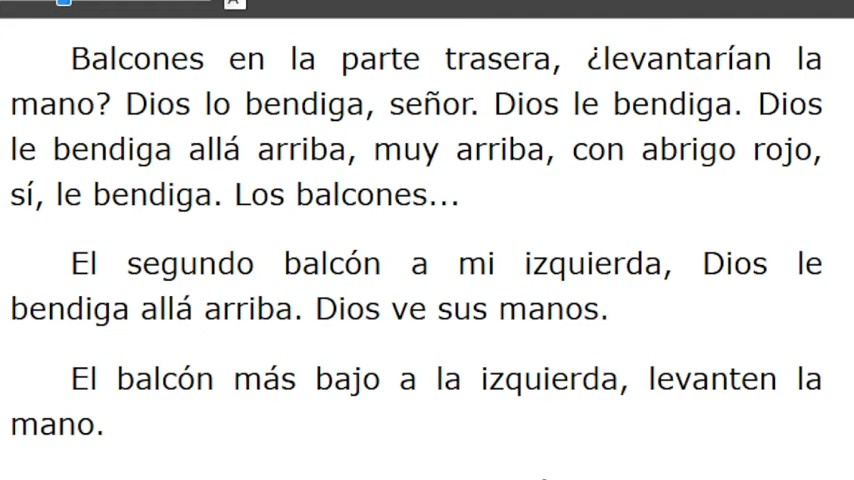 Balcones en la parte trasera, ¿levantarían la
mano? Dios lo bendiga, señor. Dios le bendiga. Dios
le bendiga allá arriba, muy arriba, con abrigo rojo,
sí, le bendiga. Los balcones...
El segundo balcón a mi izquierda, Dios le
bendiga allá arriba. Dios ve sus manos.
El balcón más bajo a la izquierda, levanten la
mano.